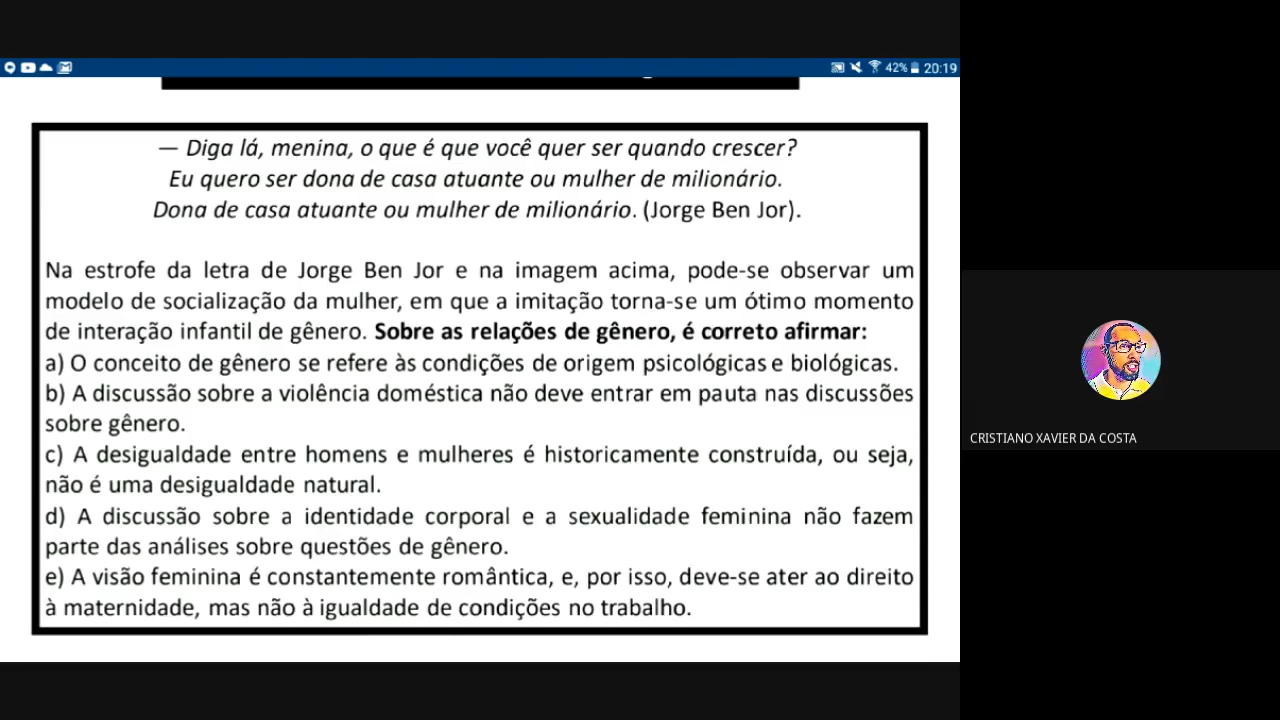 42% 20:19
— Diga lá, menina, o que é que você quer ser quando crescer?
Eu quero ser dona de casa atuante ou mulher de milionário.
Dona de casa atuante ou mulher de milionário. (Jorge Ben Jor).
Na estrofe da letra de Jorge Ben Jor e na imagem acima, pode-se observar um
modelo de socialização da mulher, em que a imitação torna-se um ótimo momento
de interação infantil de gênero. Sobre as relações de gênero, é correto afirmar:
a) O conceito de gênero se refere às condições de origem psicológicas e biológicas.
b) A discussão sobre a violência doméstica não deve entrar em pauta nas discussões
sobre gênero.
c) A desigualdade entre homens e mulheres é historicamente construída, ou seja,
não é uma desigualdade natural.
d) A discussão sobre a identidade corporal e a sexualidade feminina não fazem
parte das análises sobre questões de gênero.
e) A visão feminina é constantemente romântica, e, por isso, deve-se ater ao direito
à maternidade, mas não à igualdade de condições no trabalho.
CRISTIANO XAVIER DA COSTA